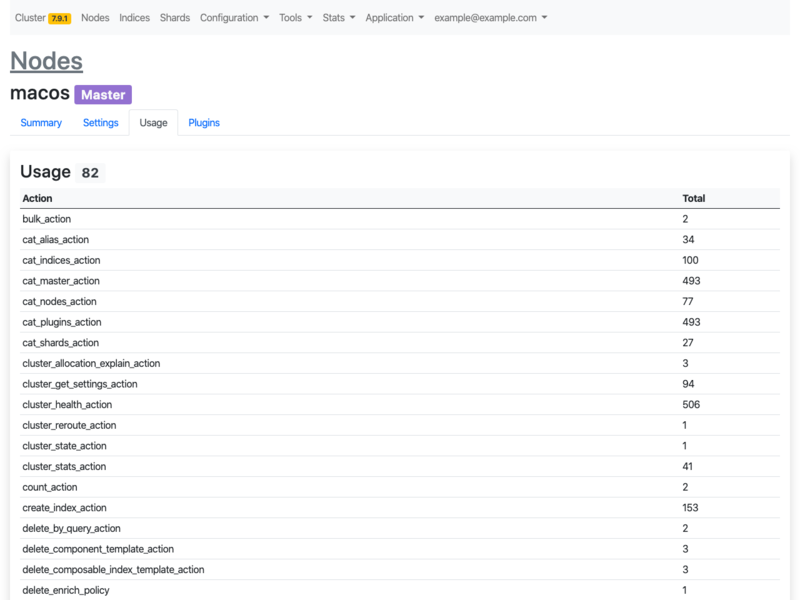 Cluster 7.9.1 Nodes Indices Shards Configuration Tools Stats Application example@example.com
Nodes
macos Master
Summary Settings Usage Plugins
Usage 82
Action Total
bulk_action 2
cat_alias_action 34
cat_indices_action 100
cat_master_action 493
cat_nodes_action 77
cat_plugins_action 493
cat_shards_action 27
cluster_allocation_explain_action 3
cluster_get_settings_action 94
cluster_health_action 506
cluster_reroute_action 1
cluster_state_action 1
cluster_stats_action 41
count_action 2
create_index_action 153
delete_by_query_action 2
delete_component_template_action 3
delete_composable_index_template_action 3
delete_enrich_policy 1